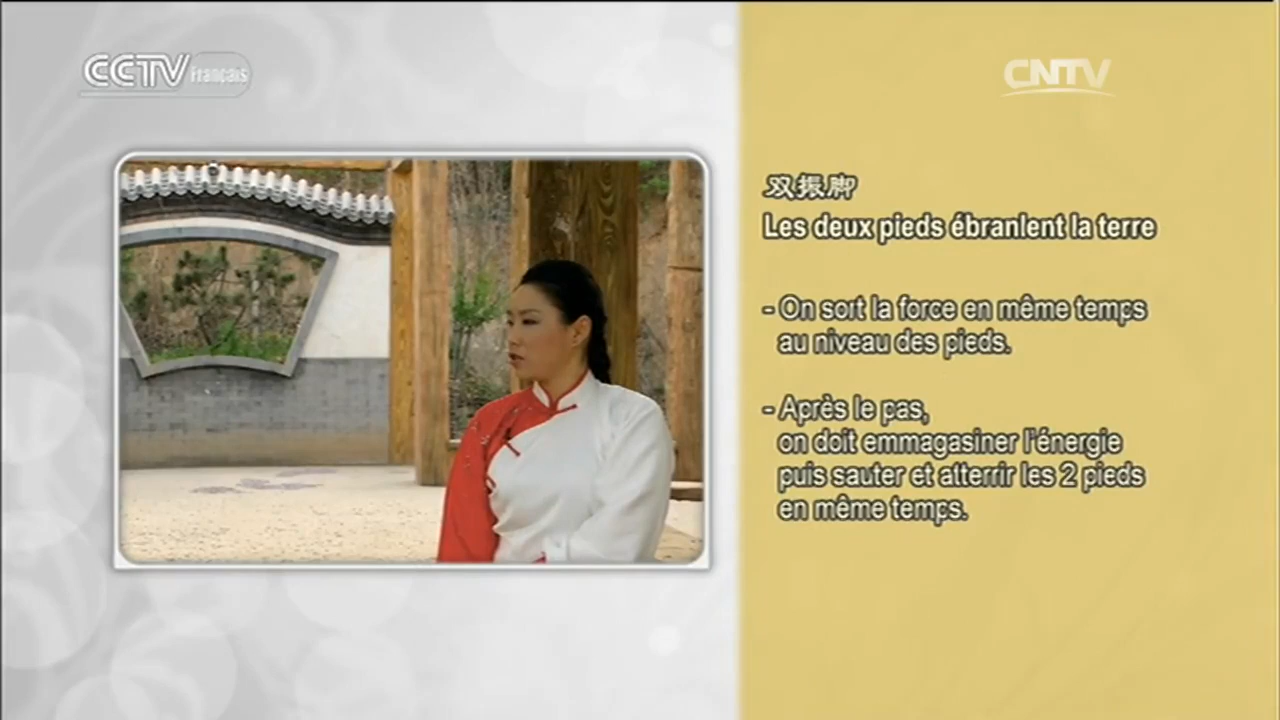 CCTV Français
CNTV
双振脚
Les deux pieds ébranlent la terre
- On sort la force en même temps
au niveau des pieds.
- Après le pas,
on doit emmagasiner l'énergie
puis sauter et atterrir les 2 pieds
en même temps.